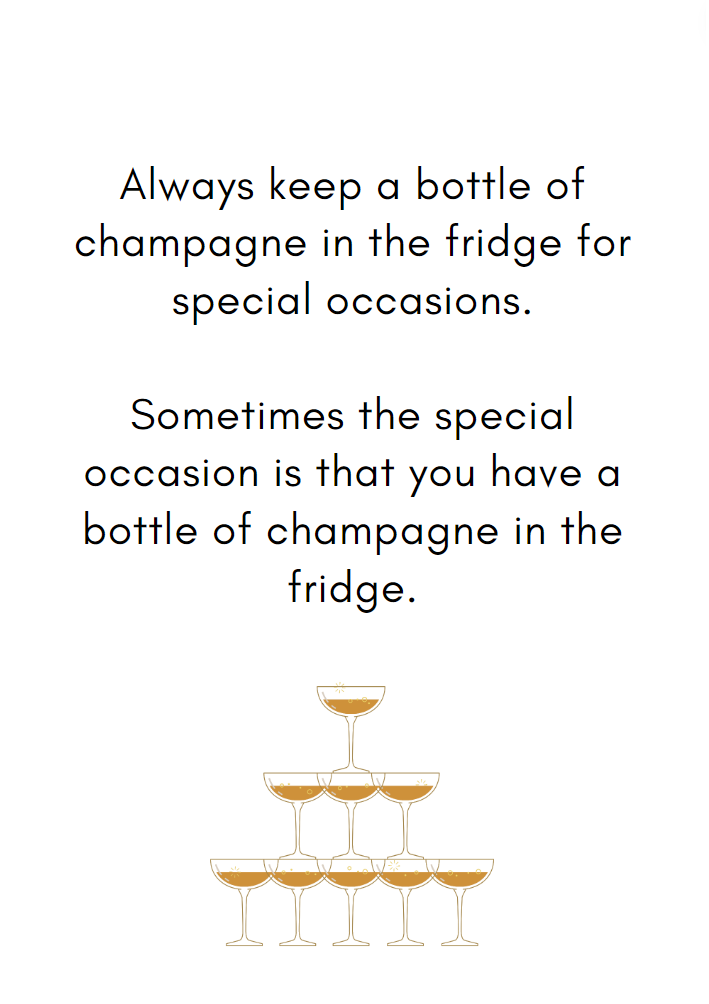 Always keep a bottle of
champagne in the fridge for
special occasions.
Sometimes the special
occasion is that you have a
bottle of champagne in the
fridge.